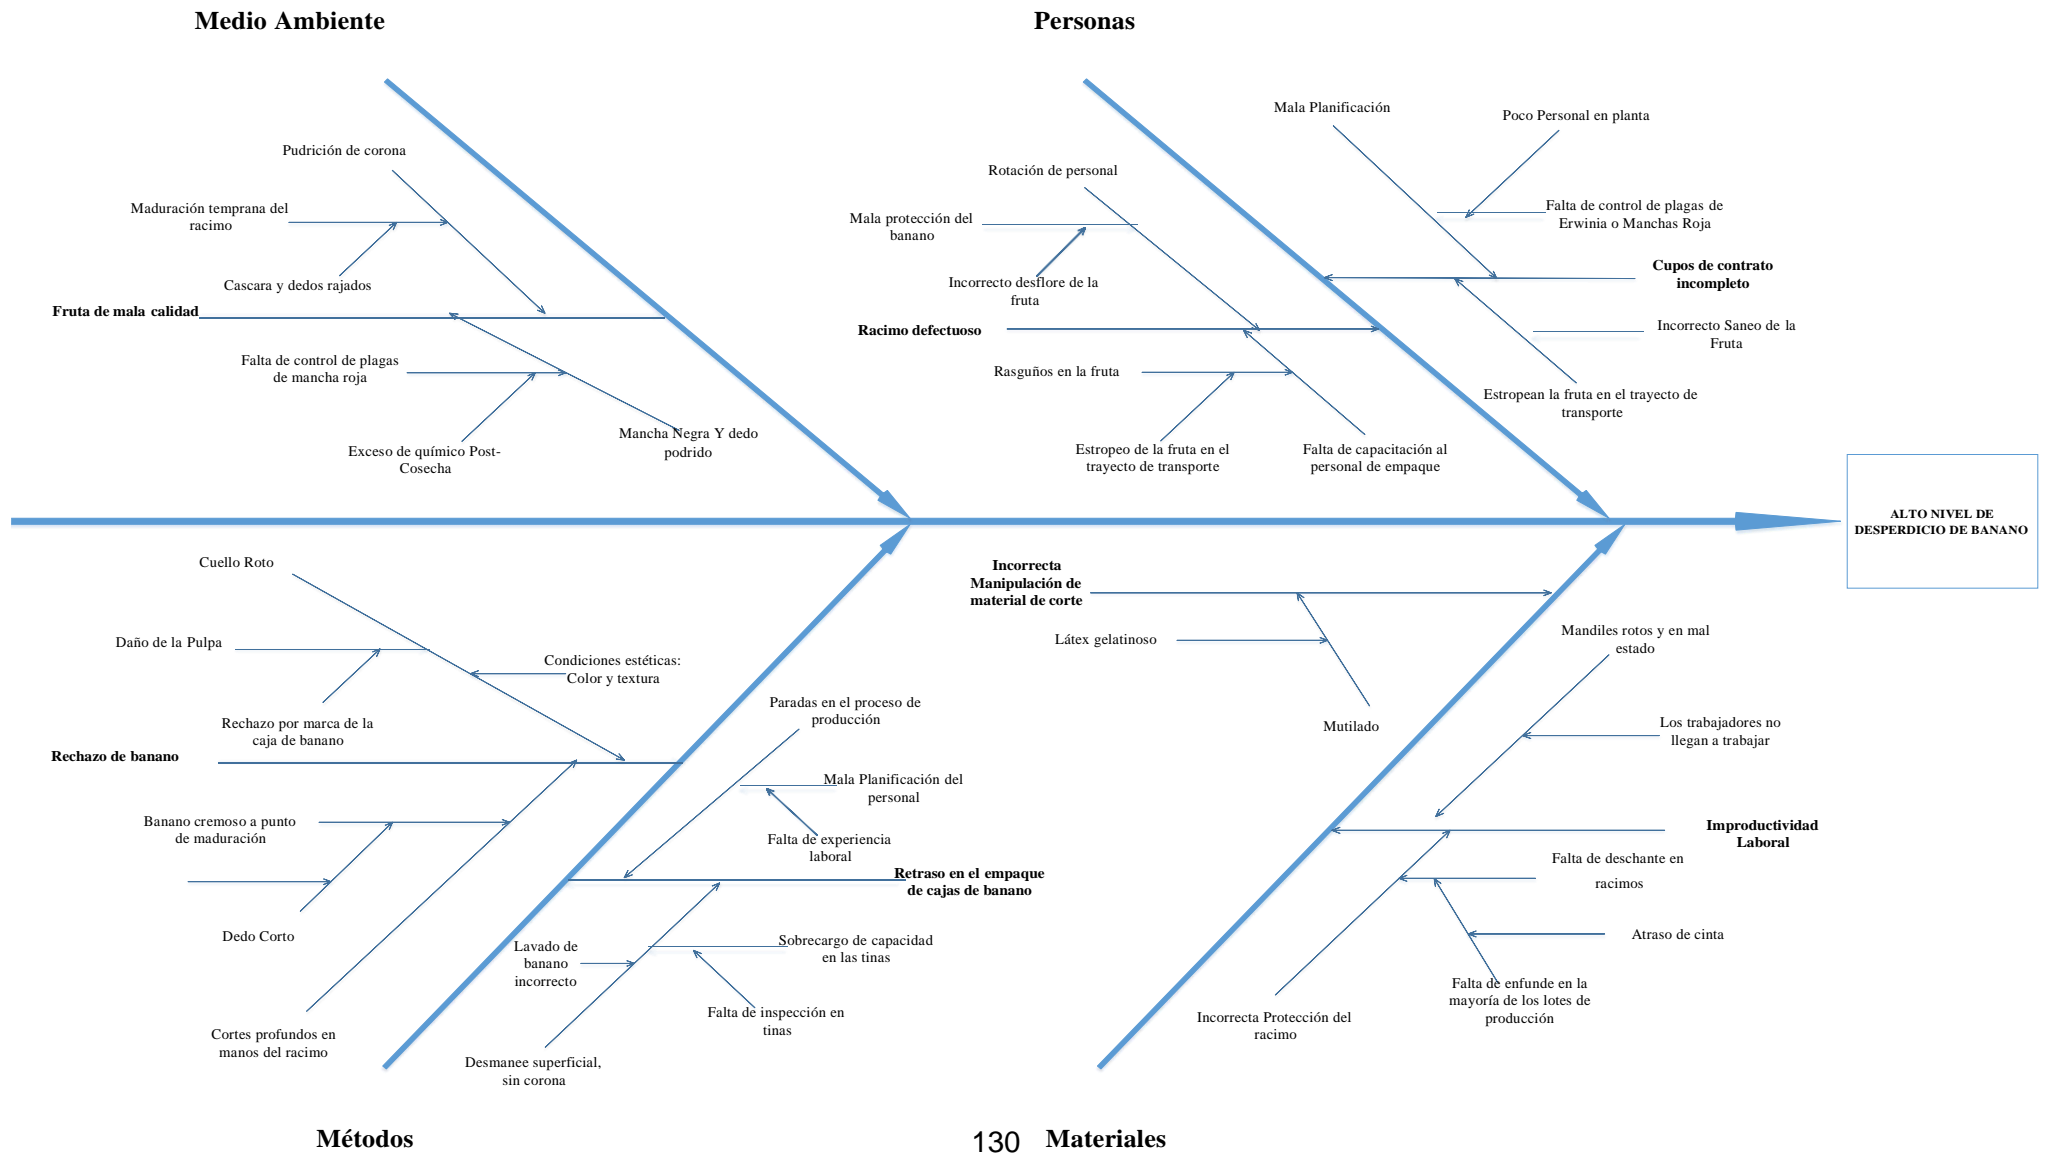 Medio Ambiente
Personas
Mala Planificación
Poco Personal en planta
Pudrición de corona
Rotación de personal
Maduración temprana del
racimo
Mala protección del
banano
Falta de control de plagas de
Erwinia o Manchas Roja
Cascara y dedos rajados
Incorrecto desflore de la
fruta
Cupos de contrato
incompleto
Fruta de mala calidad
Racimo defectuoso
Incorrecto Saneo de la
Fruta
Falta de control de plagas
de mancha roja
Rasguños en la fruta
Estropean la fruta en el trayecto de
transporte
Mancha Negra Y dedo
podrido
Exceso de químico Post-
Cosecha
Estropeo de la fruta en el
trayecto de transporte
Falta de capacitación al
personal de empaque
ALTO NIVEL DE
DESPERDICIO DE BANANO
Cuello Roto
Incorrecta
Manipulación de
material de corte
Daño de la Pulpa
Látex gelatinoso
Mandiles rotos y en mal
estado
Condiciones estéticas:
Color y textura
Rechazo por marca de la
caja de banano
Paradas en el proceso de
producción
Mutilado
Los trabajadores no
llegan a trabajar
Rechazo de banano
Mala Planificación del
personal
Banano cremoso a punto
de maduración
Falta de experiencia
laboral
Improductividad
Laboral
Retraso en el empaque
de cajas de banano
Falta de deschante en
racimos
Dedo Corto
Lavado de
banano
incorrecto
Sobrecargo de capacidad
en las tinas
Atraso de cinta
Falta de inspección en
tinas
Falta de enfunde en la
mayoría de los lotes de
producción
Incorrecta Protección del
racimo
Cortes profundos en
manos del racimo
Desmanee superficial,
sin corona
Métodos
130
Materiales